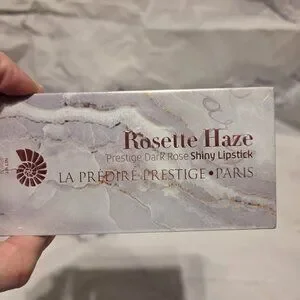 Rosette Haze
Prestige Dark Rose Shiny Lipstick
LA PRÉDIRE PRESTIGE•PARIS